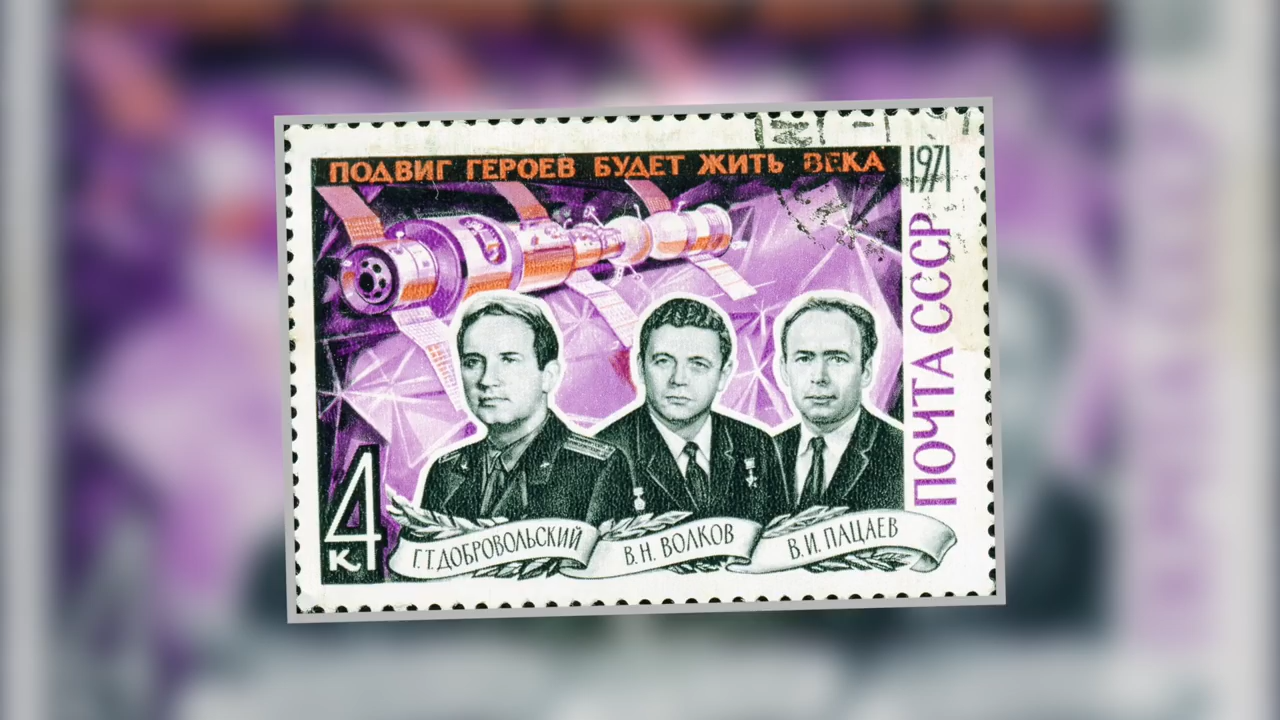 ПОДВИГ ГЕРОЕВ БУДЕТ ЖИТЬ ВЕКА
1971
ПОЧТА СССР
4
К
Г.Т. ДОБРОВОЛЬСКИЙ
В.Н. ВОЛКОВ
В.И. ПАЦАЕВ